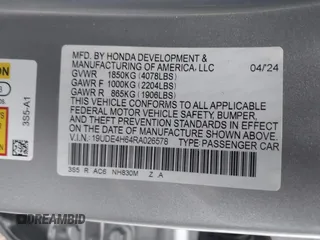 MFD. BY HONDA DEVELOPMENT &
MANUFACTURING OF AMERICA, LLC 04/24
GVWR 1850KG (4078LBS)
GAWR F 1000KG (2204LBS)
GAWR R 865KG (1906LBS)
THIS VEHICLE CONFORMS TO ALL APPLICABLE
FEDERAL MOTOR VEHICLE SAFETY, BUMPER,
AND THEFT PREVENTION STANDARDS IN
EFFECT ON THE DATE OF MANUFACTURE
SHOWN ABOVE.
V.I.N. 19UDE4H64RA026578 TYPE PASSENGER CAR
3S5 R AC6 NH830M Z A
3S5-A1
DREAMBID